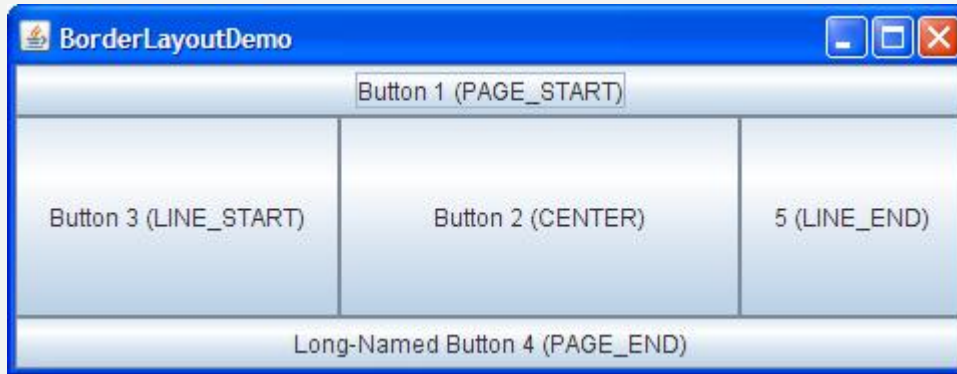 BorderLayoutDemo
Button 1 (PAGE_START)
Button 3 (LINE_START)
Button 2 (CENTER)
5 (LINE_END)
Long-Named Button 4 (PAGE_END)